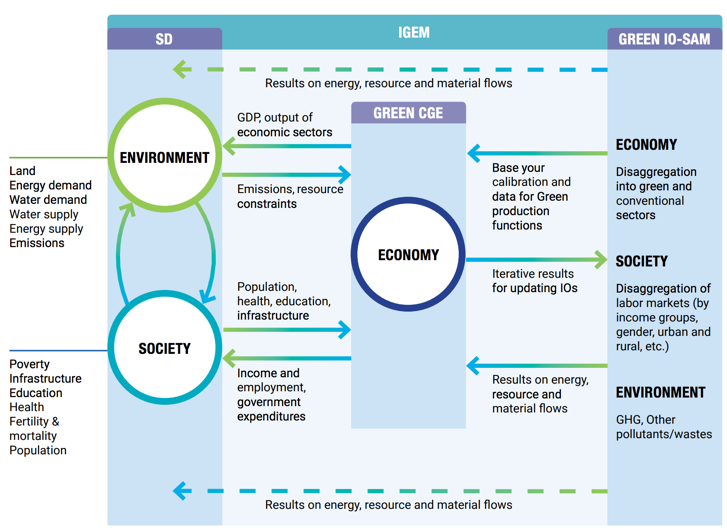 IGEM
SD
GREEN IO-SAM
Results on energy, resource and material flows
GREEN CGE
GDP, output of
economic sectors
ENVIRONMENT
Emissions, resource
constraints
Land
Energy demand
Water demand
Water supply
Energy supply
Emissions
ECONOMY
Base your
calibration and
data for Green
production
functions
Iterative results
for updating IOs
ECONOMY
Disaggregation
into green and
conventional
sectors
SOCIETY
Disaggregation of
labor markets (by
income groups,
gender, urban and
rural, etc.)
ENVIRONMENT
GHG, Other
pollutants/wastes
Population,
health, education,
infrastructure
SOCIETY
Income and
employment,
government
expenditures
Results on energy,
resource and
material flows
Poverty
Infrastructure
Education
Health
Fertility &
mortality
Population
Results on energy, resource and material flows